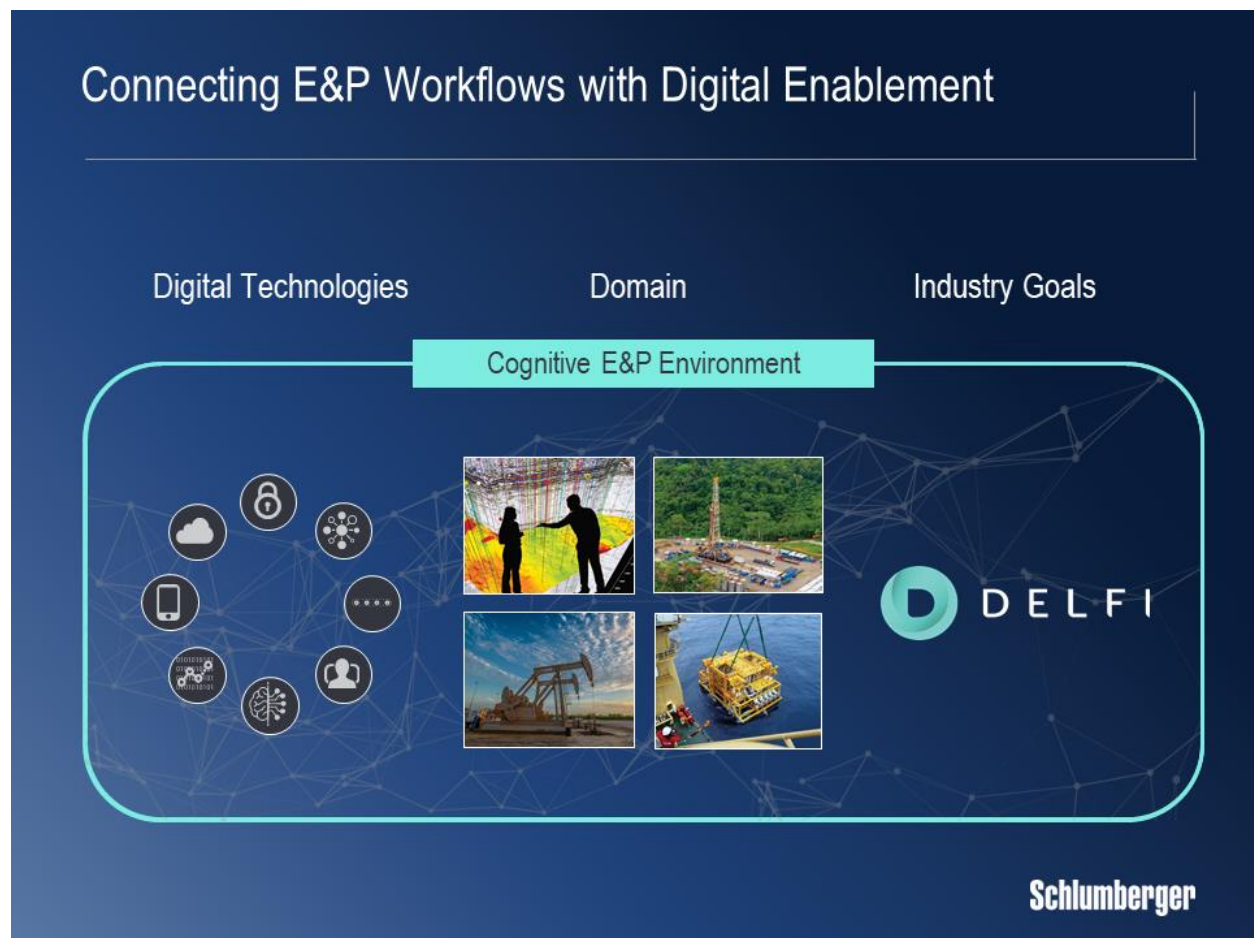 Connecting E&P Workflows with Digital Enablement
Digital Technologies
Domain
Industry Goals
Cognitive E&P Environment
DELFI
Schlumberger